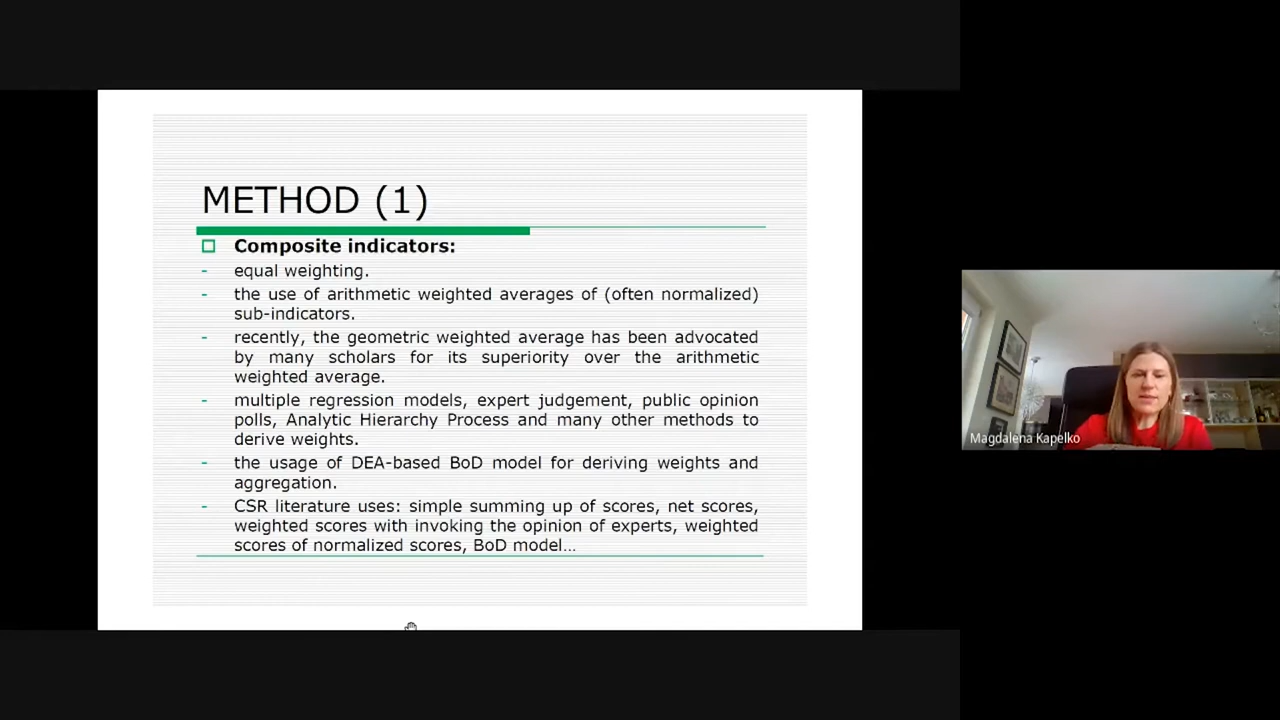 METHOD (1)
Composite indicators:
- equal weighting.
- the use of arithmetic weighted averages of (often normalized)
sub-indicators.
- recently, the geometric weighted average has been advocated
by many scholars for its superiority over the arithmetic
weighted average.
- multiple regression models, expert judgement, public opinion
polls, Analytic Hierarchy Process and many other methods to
derive weights.
- the usage of DEA-based BoD model for deriving weights and
aggregation.
- CSR literature uses: simple summing up of scores, net scores,
weighted scores with invoking the opinion of experts, weighted
scores of normalized scores, BoD model...
Magdalena Kapelko